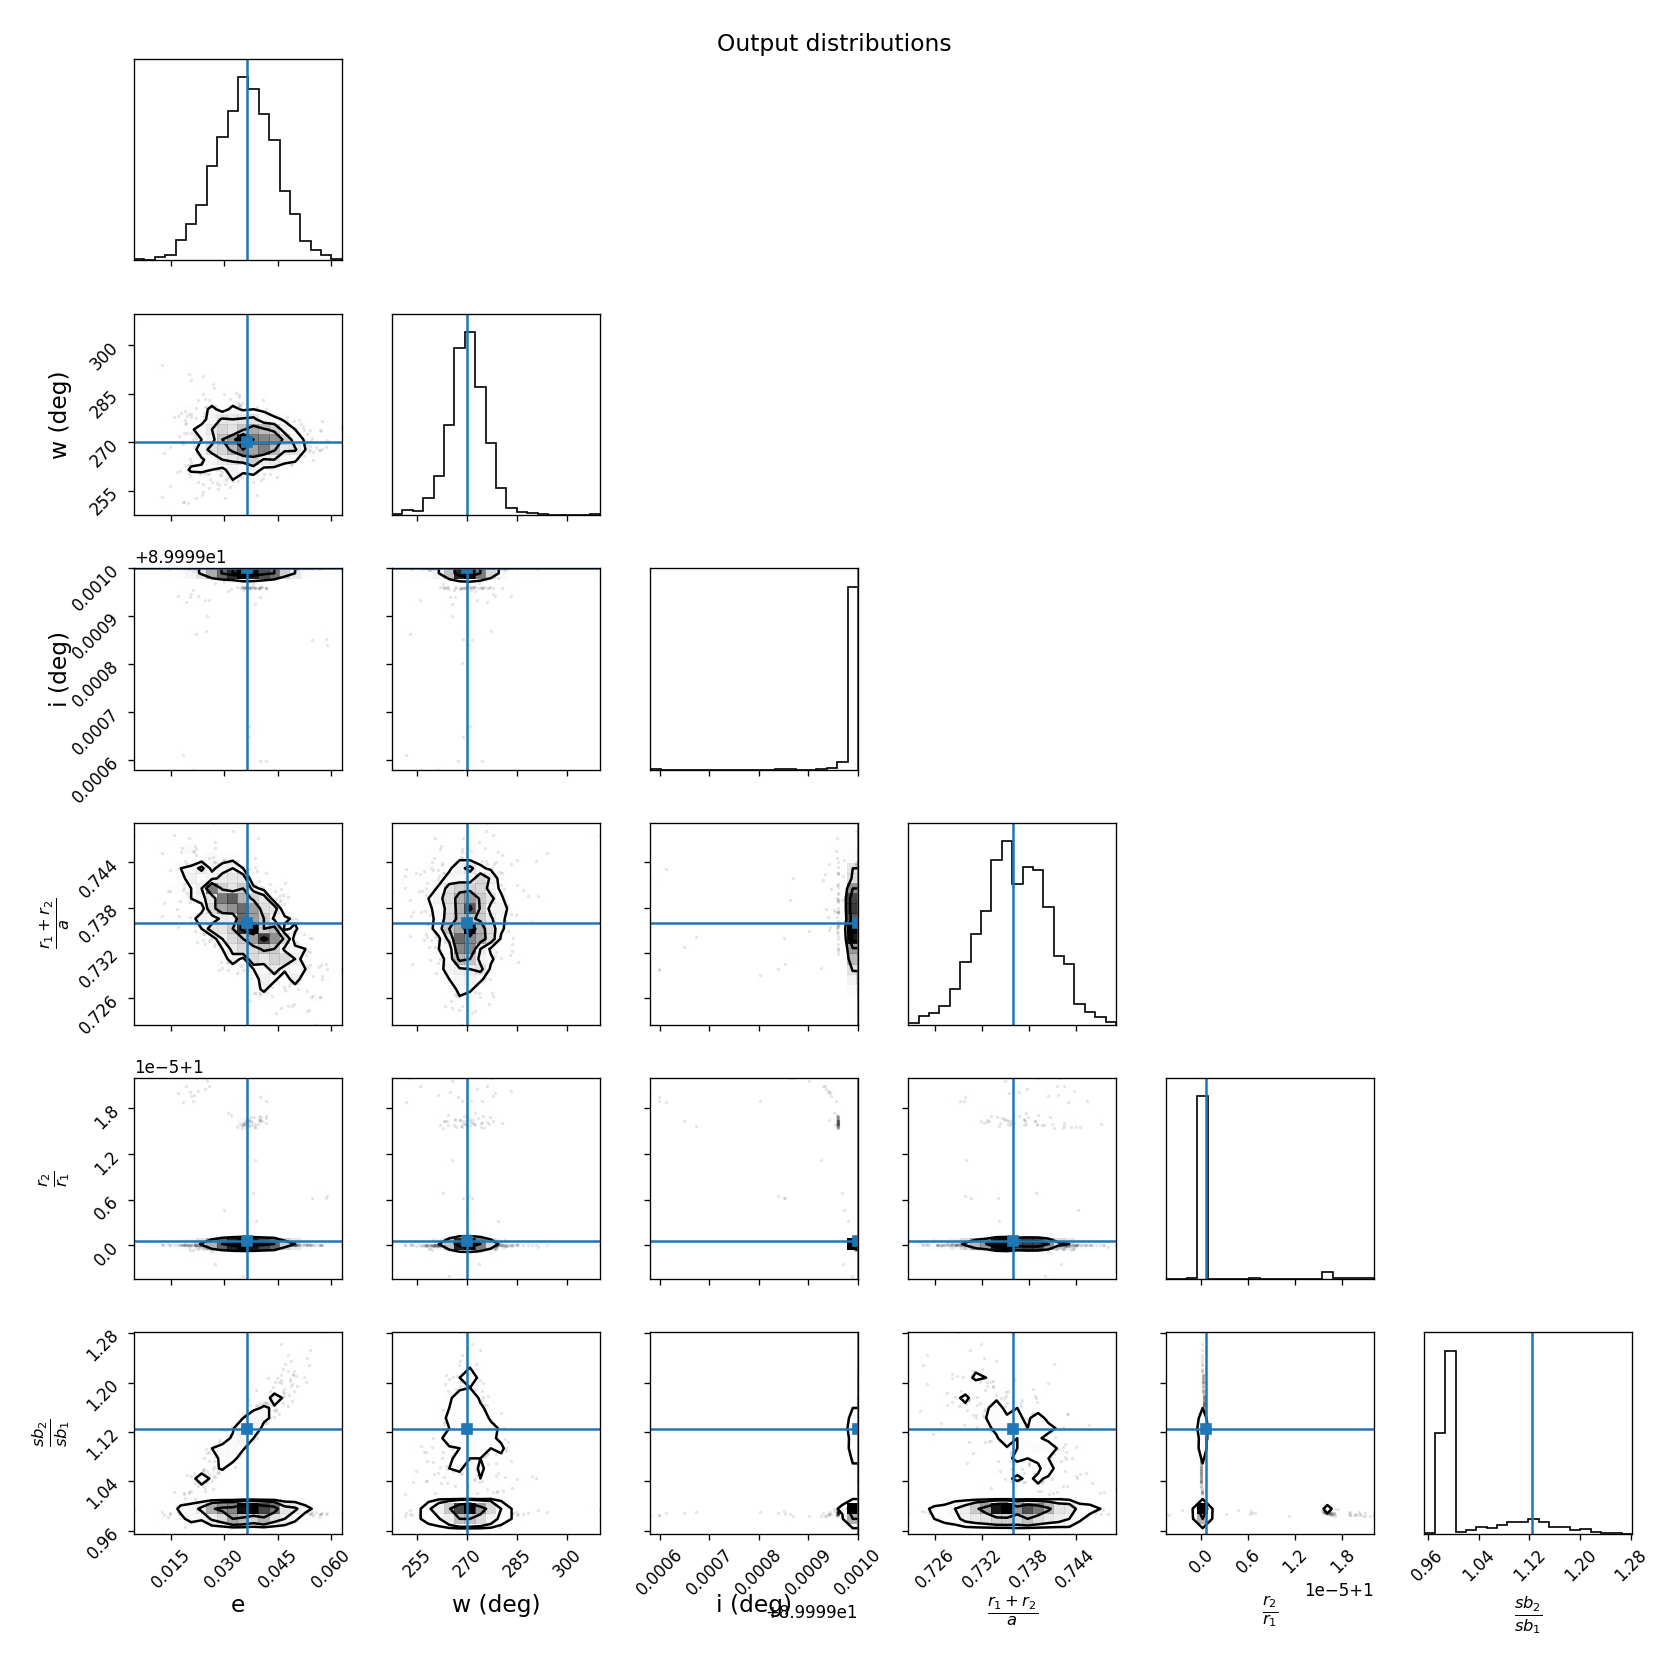 Output distributions
300
285
270
255
w (deg)
+8.9999e1
0.0010
0.0009
0.0008
0.0007
0.0006
i (deg)
0.744
0.738
0.732
0.726
r₁ + r₂
a
1e−5+1
1.8
1.2
0.6
0.0
r₂
r₁
1.28
1.20
1.12
1.04
0.96
sb₂
sb₁
0.015 0.030 0.045 0.060
e
255 270 285 300
w (deg)
0.0006 0.0007 0.0008 0.0009 0.0010
+8.9999e1
i (deg)
0.726 0.732 0.738 0.744
r₁ + r₂
a
0.0 0.6 1.2 1.8
1e−5+1
r₂
r₁
0.96 1.04 1.12 1.20 1.28
sb₂
sb₁